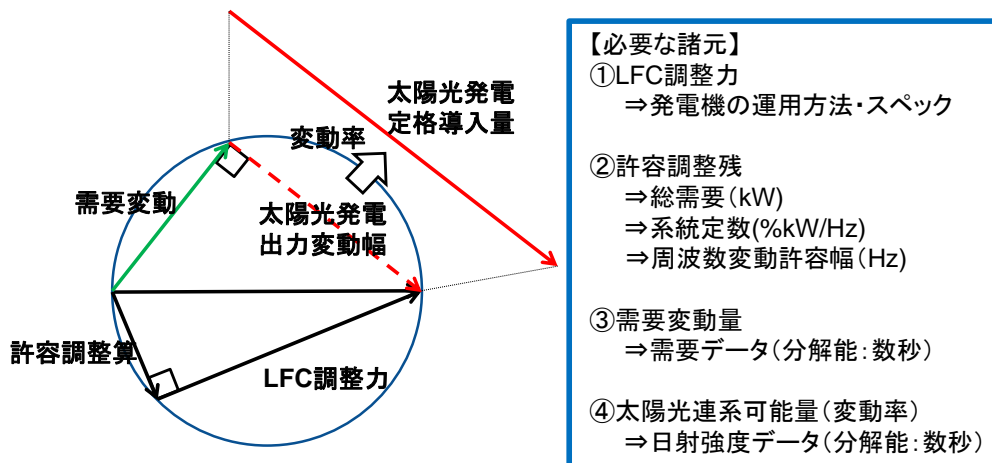 太陽光発電
定格導入量
変動率
需要変動
太陽光発電
出力変動幅
許容調整算
LFC調整力
【必要な諸元】
①LFC調整力
⇒発電機の運用方法・スペック
②許容調整残
⇒総需要(kW)
⇒系統定数(%kW/Hz)
⇒周波数変動許容幅(Hz)
③需要変動量
⇒需要データ(分解能:数秒)
④太陽光連系可能量(変動率)
⇒日射強度データ(分解能:数秒)